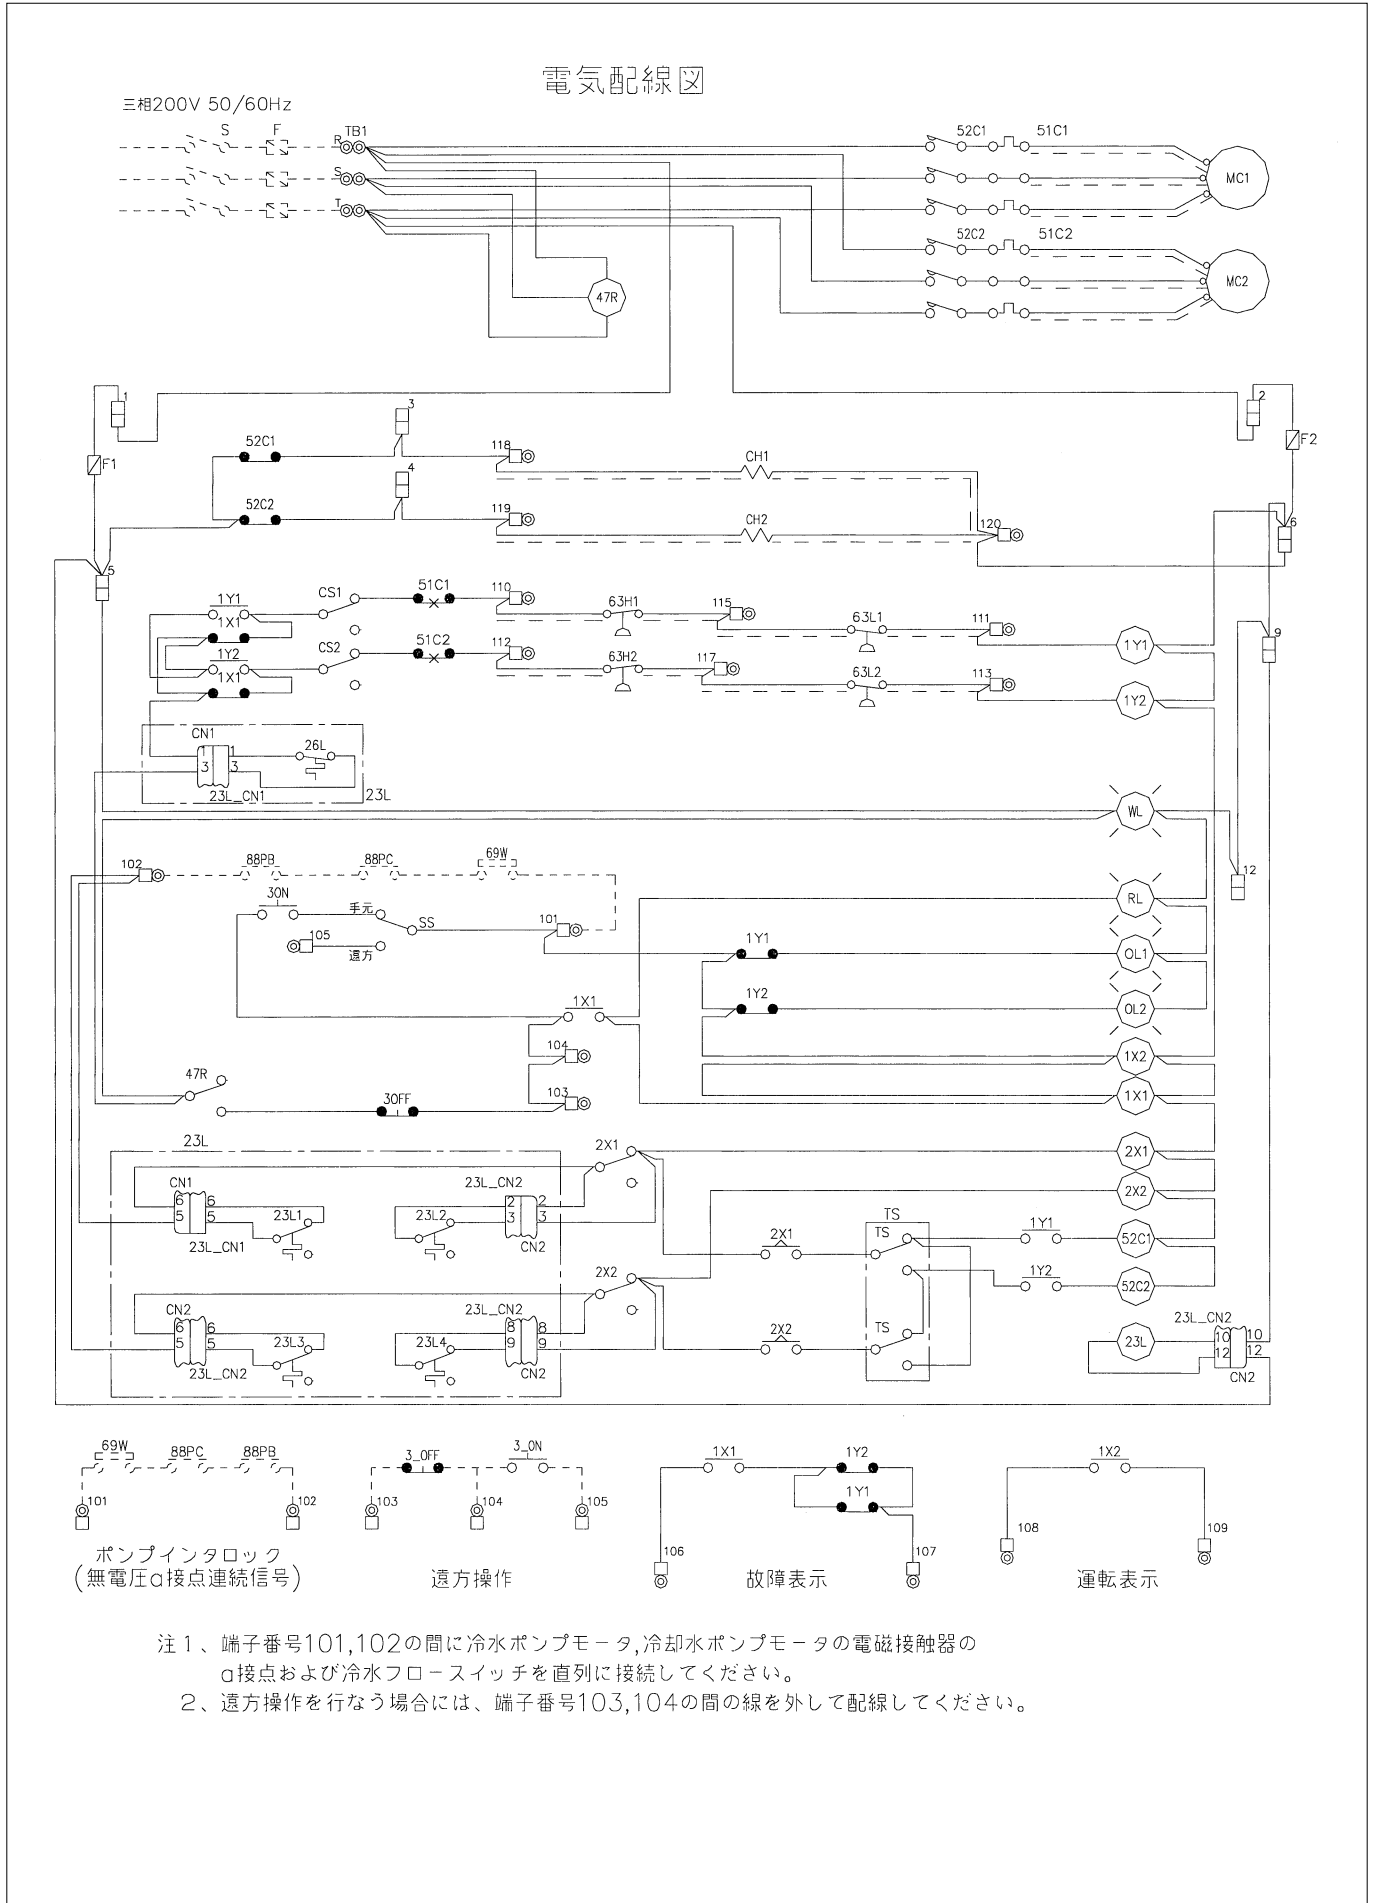 電気配線図
三相200V 50/60Hz
S F TB1
R
S
T
52C1 51C1
MC1
52C2 51C2
MC2
47R
1
2
F1
F2
52C1
3
118
CH1
52C2
4
119
CH2
120
6
5
1Y1
CS1
51C1
110
63H1
115
63L1
111
1Y1
1X1
1Y2
CS2
51C2
112
63H2
117
63L2
113
1Y2
1X1
9
CN1
1 1
3 3
26L
23L_CN1
23L
WL
12
102
88PB
88PC
69W
3ON
手元
SS
101
105
遠方
RL
1Y1
OL1
1Y2
OL2
1X1
104
1X2
47R
103
3OFF
1X1
23L
2X1
2X1
CN1
6 6
5 5
23L_CN1
23L1
23L2
23L_CN2
2 2
3 3
CN2
2X2
2X1
TS
TS
1Y1
52C1
2X2
1Y2
52C2
CN2
6 6
5 5
23L_CN2
23L3
23L4
23L_CN2
8 8
9 9
CN2
2X2
TS
23L
23L_CN2
10 10
12 12
CN2
69W 88PC 88PB
101 102
ポンプインタロック
(無電圧a接点連続信号)
3_OFF 3_ON
103 104 105
遠方操作
1X1 1Y2
1Y1
106 107
故障表示
1X2
108 109
運転表示
注1、端子番号101,102の間に冷水ポンプモータ,冷却水ポンプモータの電磁接触器の
a接点および冷水フロースイッチを直列に接続してください。
2、遠方操作を行なう場合には、端子番号103,104の間の線を外して配線してください。